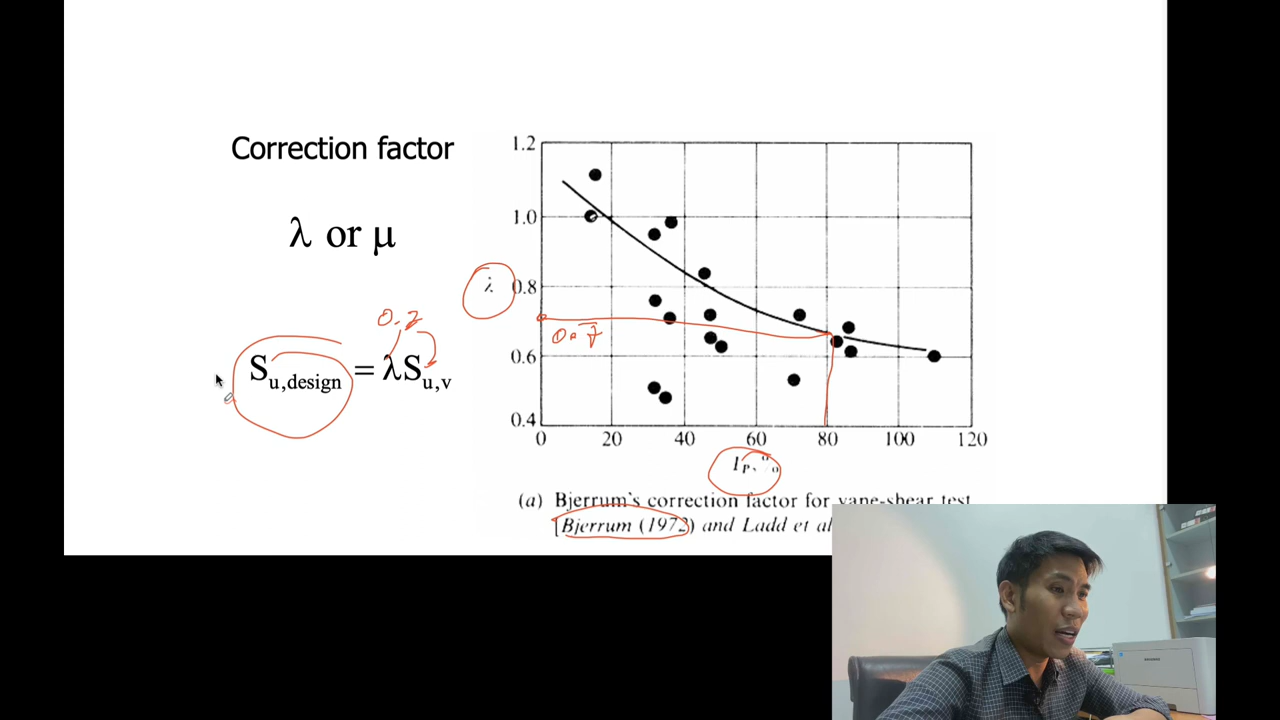 Correction factor
λ or μ
0.7
S u,design = λS u,v
1.2
1.0
λ 0.8
0.7
0.6
0.4
0 20 40 60 80 100 120
I P, %
(a) Bjerrum's correction factor for vane-shear test
[Bjerrum (1972) and Ladd et al